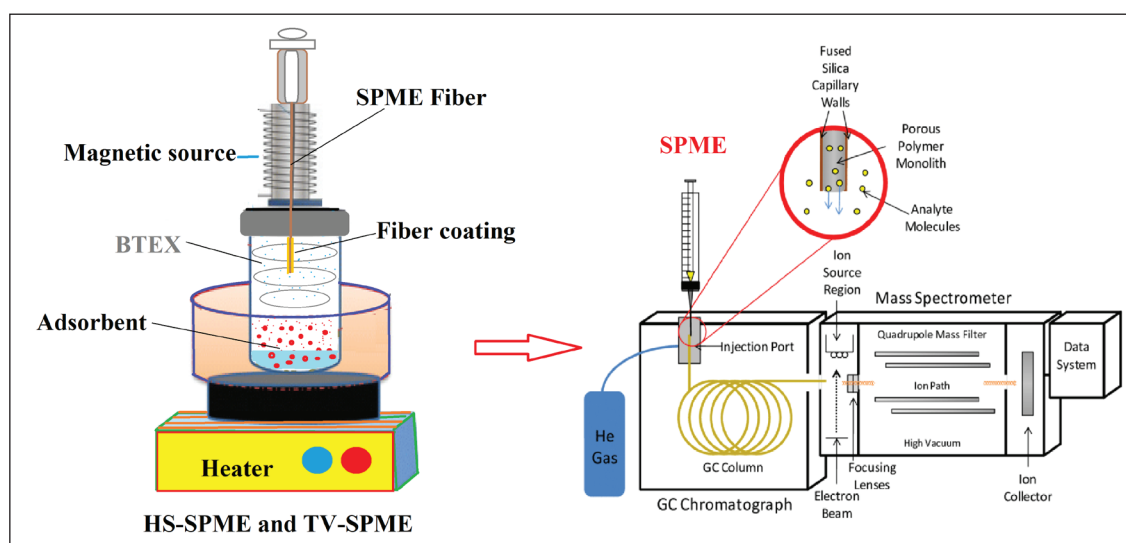 SPME Fiber
Magnetic source
BTEX
Fiber coating
Adsorbent
Heater
HS-SPME and TV-SPME
SPME
Fused
Silica
Capillary
Walls
Porous
Polymer
Monolith
Analyte
Molecules
Injection Port
He
Gas
GC Column
GC Chromatograph
Ion
Source
Region
Mass Spectrometer
Quadrupole Mass Filter
Ion Path
High Vacuum
Data
System
Electron
Beam
Focusing
Lenses
Ion
Collector